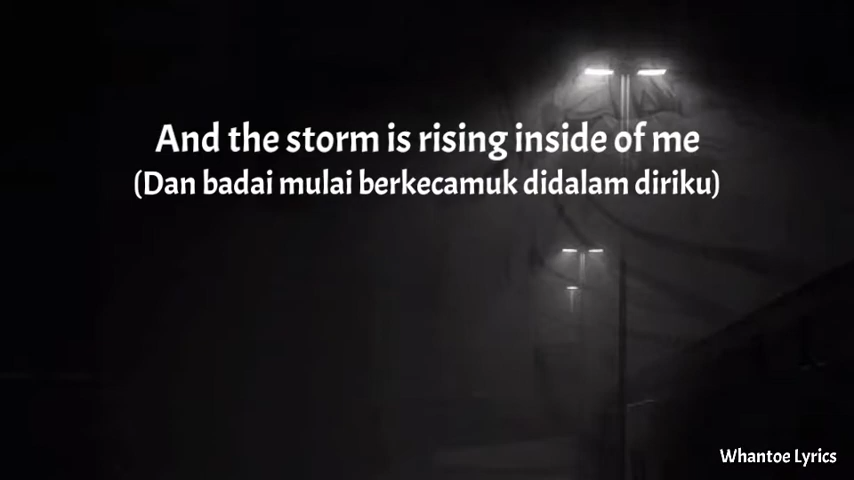 And the storm is rising inside of me
(Dan badai mulai berkecamuk didalam diriku)
Whantoe Lyrics